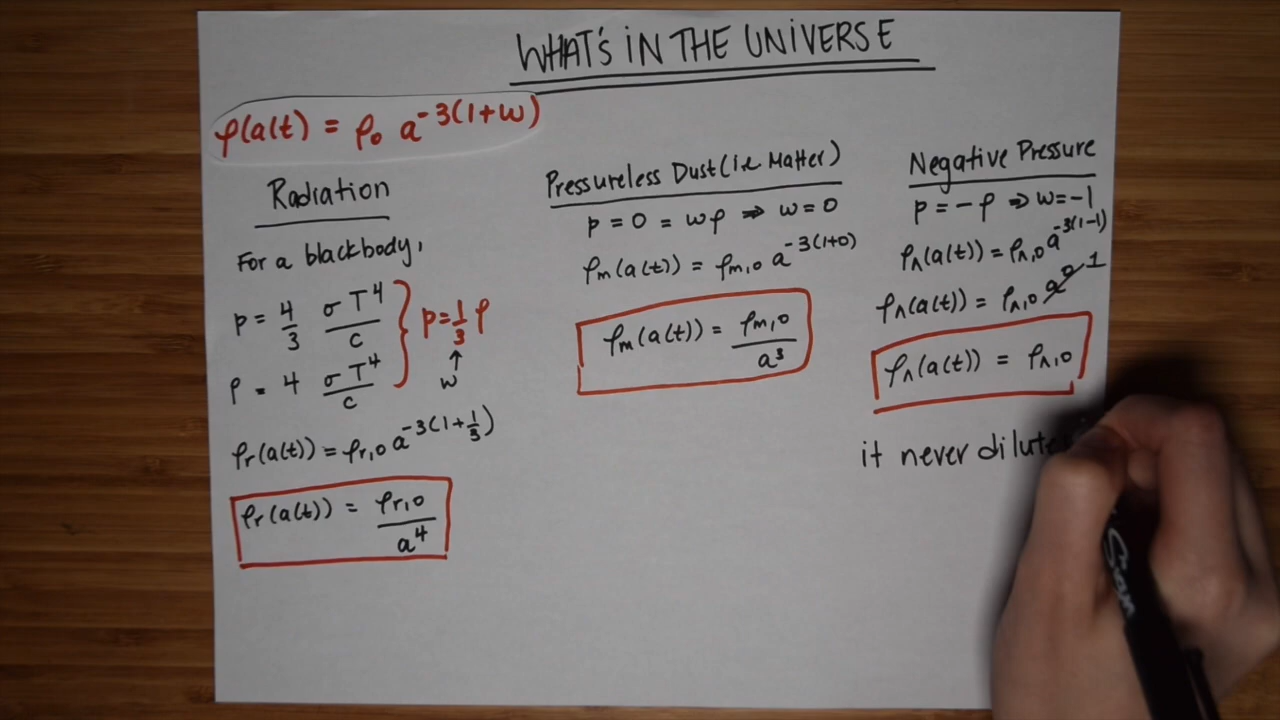 WHAT'S IN THE UNIVERSE
ρ(a(t) = ρ₀ a^-3(1+w)
Radiation
For a blackbody,
p = 4/3 σT⁴/c } p = 1/3 ρ
ρ = 4 σT⁴/c
↑
w
ρr(a(t)) = ρr,0 a^-3(1+1/3)
ρr(a(t)) = ρr,0/a⁴
Pressureless Dust (i.e Matter)
p = 0 = wρ ⇒ w = 0
ρm(a(t)) = ρm,0 a^-3(1+0)
ρm(a(t)) = ρm,0/a³
Negative Pressure
p = -ρ ⇒ w = -1
ρΛ(a(t)) = ρΛ,0 a^-3(1-1)
ρΛ(a(t)) = ρΛ,0 a⁰ 1
ρΛ(a(t)) = ρΛ,0
it never dilute
Sian